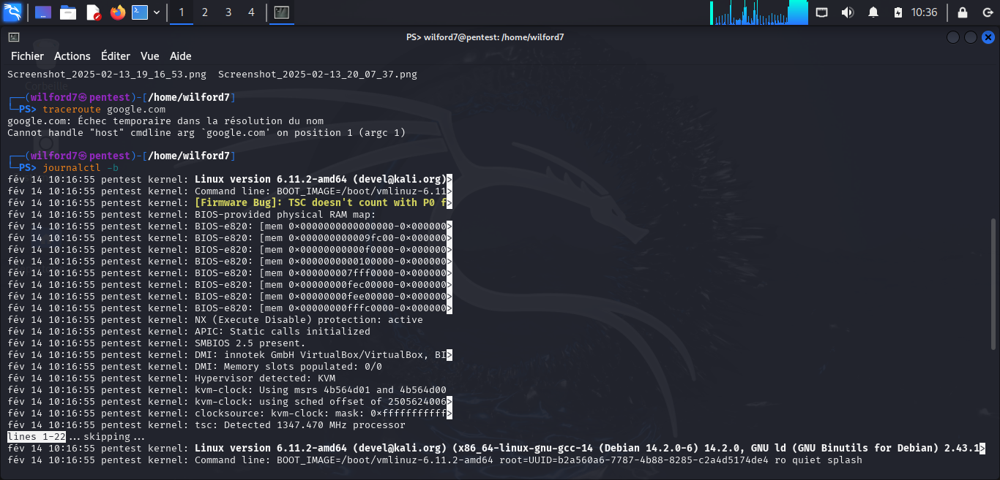 1 2 3 4 10:36
PS> wilford7@pentest: /home/wilford7
Fichier Actions Éditer Vue Aide
Screenshot_2025-02-13_19_16_53.png  Screenshot_2025-02-13_20_07_37.png
Corbeille
┌──(wilford7㉿pentest)-[/home/wilford7]
└─PS> traceroute google.com
google.com: Échec temporaire dans la résolution du nom
Cannot handle "host" cmdline arg `google.com' on position 1 (argc 1)
┌──(wilford7㉿pentest)-[/home/wilford7]
└─PS> journalctl -b
fév 14 10:16:55 pentest kernel: Linux version 6.11.2-amd64 (devel@kali.org)>
fév 14 10:16:55 pentest kernel: Command line: BOOT_IMAGE=/boot/vmlinuz-6.11>
fév 14 10:16:55 pentest kernel: [Firmware Bug]: TSC doesn't count with P0 f>
fév 14 10:16:55 pentest kernel: BIOS-provided physical RAM map:
fév 14 10:16:55 pentest kernel: BIOS-e820: [mem 0x0000000000000000-0x000000>
fév 14 10:16:55 pentest kernel: BIOS-e820: [mem 0x000000000009fc00-0x000000>
fév 14 10:16:55 pentest kernel: BIOS-e820: [mem 0x00000000000f0000-0x000000>
fév 14 10:16:55 pentest kernel: BIOS-e820: [mem 0x0000000000100000-0x000000>
fév 14 10:16:55 pentest kernel: BIOS-e820: [mem 0x000000007fff0000-0x000000>
fév 14 10:16:55 pentest kernel: BIOS-e820: [mem 0x00000000fec00000-0x000000>
fév 14 10:16:55 pentest kernel: BIOS-e820: [mem 0x00000000fee00000-0x000000>
fév 14 10:16:55 pentest kernel: BIOS-e820: [mem 0x00000000fffc0000-0x000000>
fév 14 10:16:55 pentest kernel: NX (Execute Disable) protection: active
fév 14 10:16:55 pentest kernel: APIC: Static calls initialized
fév 14 10:16:55 pentest kernel: SMBIOS 2.5 present.
fév 14 10:16:55 pentest kernel: DMI: innotek GmbH VirtualBox/VirtualBox, BI>
fév 14 10:16:55 pentest kernel: DMI: Memory slots populated: 0/0
fév 14 10:16:55 pentest kernel: Hypervisor detected: KVM
fév 14 10:16:55 pentest kernel: kvm-clock: Using msrs 4b564d01 and 4b564d00
fév 14 10:16:55 pentest kernel: kvm-clock: using sched offset of 2505624006>
fév 14 10:16:55 pentest kernel: clocksource: kvm-clock: mask: 0xfffffffffff>
fév 14 10:16:55 pentest kernel: tsc: Detected 1347.470 MHz processor
lines 1-22...skipping...
fév 14 10:16:55 pentest kernel: Linux version 6.11.2-amd64 (devel@kali.org) (x86_64-linux-gnu-gcc-14 (Debian 14.2.0-6) 14.2.0, GNU ld (GNU Binutils for Debian) 2.43.1>
fév 14 10:16:55 pentest kernel: Command line: BOOT_IMAGE=/boot/vmlinuz-6.11.2-amd64 root=UUID=b2a560a6-7787-4b88-8285-c2a4d5174de4 ro quiet splash